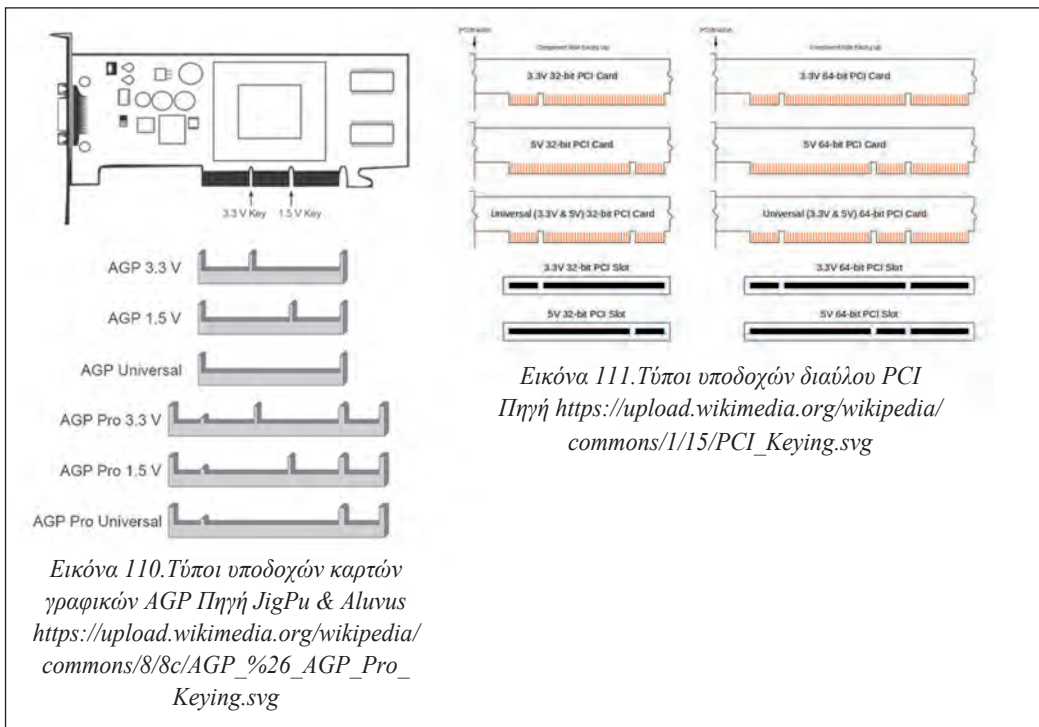 3.3 V Key 1.5 V Key
AGP 3.3 V
AGP 1.5 V
AGP Universal
AGP Pro 3.3 V
AGP Pro 1.5 V
AGP Pro Universal
Εικόνα 110.Τύποι υποδοχών καρτών
γραφικών AGP Πηγή JigPu & Aluvus
https://upload.wikimedia.org/wikipedia/
commons/8/8c/AGP_%26_AGP_Pro_
Keying.svg
3.3V 32-bit PCI Card
5V 32-bit PCI Card
Universal (3.3V & 5V) 32-bit PCI Card
3.3V 32-bit PCI Slot
5V 32-bit PCI Slot
3.3V 64-bit PCI Card
5V 64-bit PCI Card
Universal (3.3V & 5V) 64-bit PCI Card
3.3V 64-bit PCI Slot
5V 64-bit PCI Slot
Εικόνα 111.Τύποι υποδοχών διαύλου PCI
Πηγή https://upload.wikimedia.org/wikipedia/
commons/1/15/PCI_Keying.svg